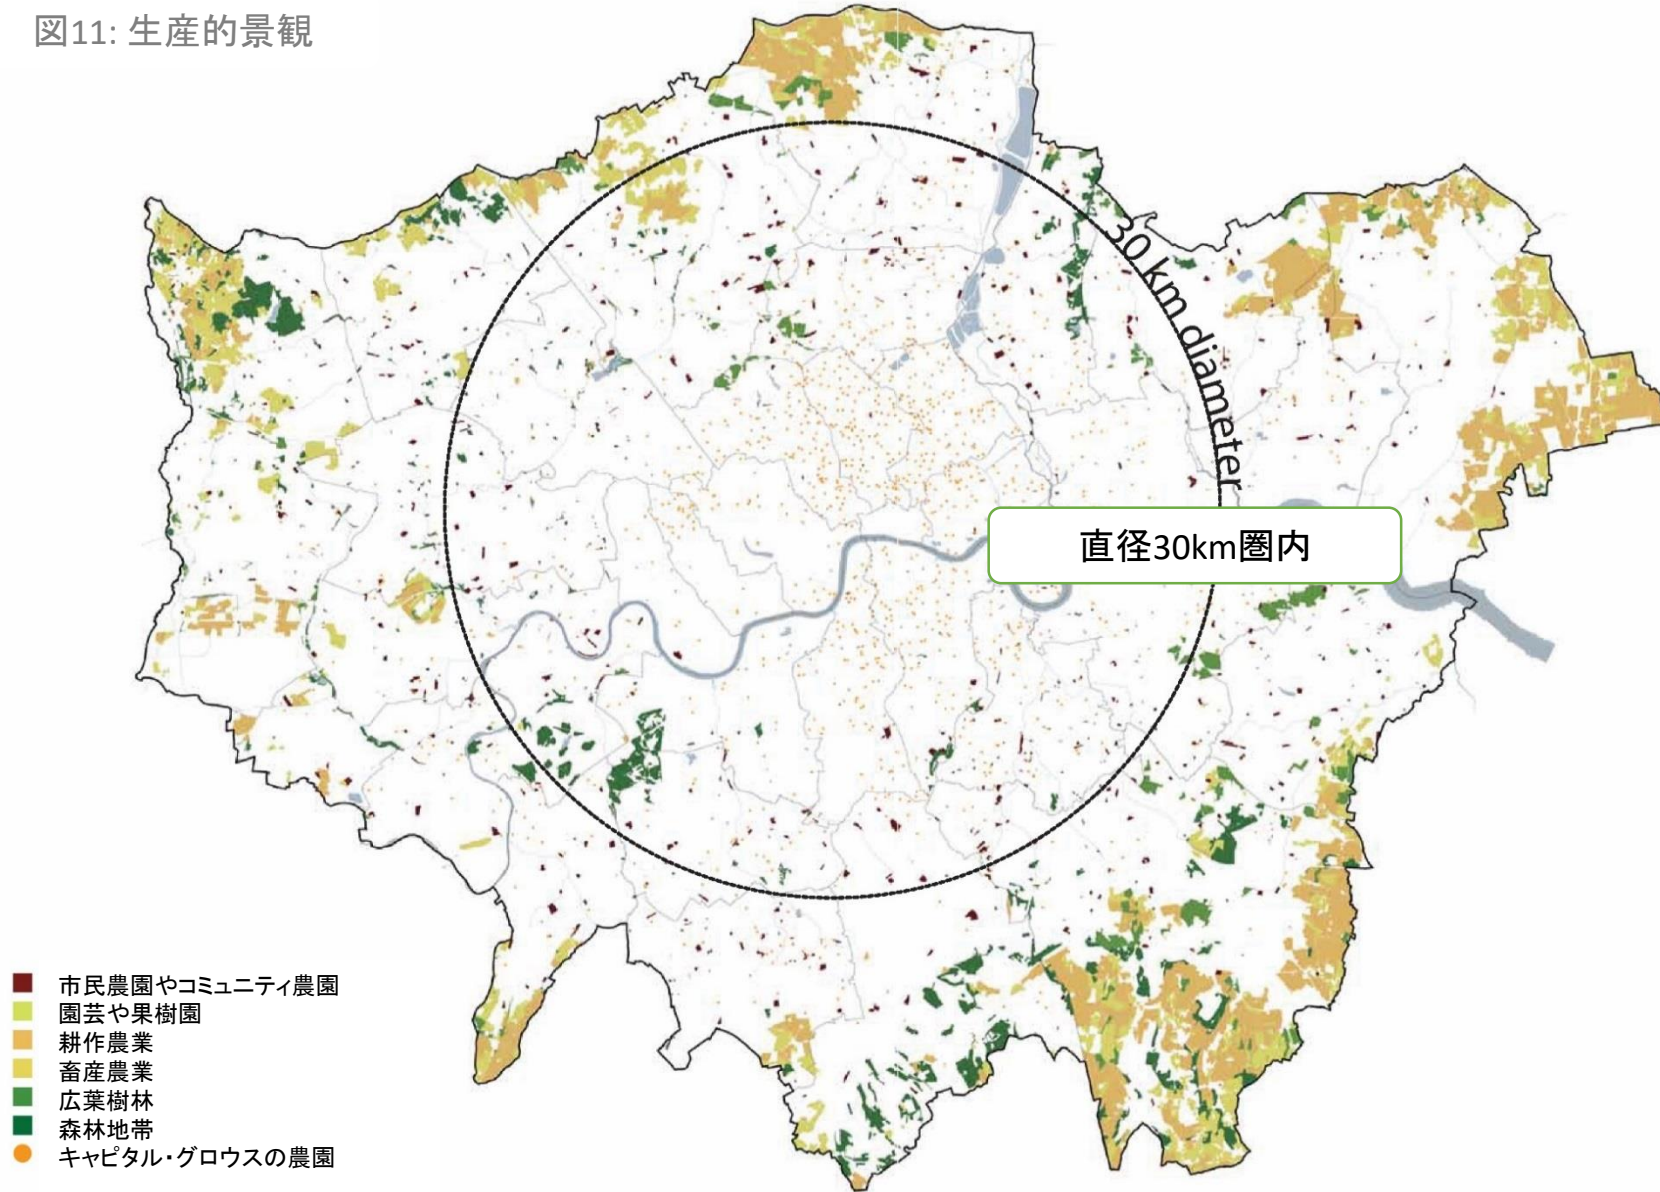 図11: 生産的景観
30 km diameter
直径30km圏内
市民農園やコミュニティ農園
園芸や果樹園
耕作農業
畜産農業
広葉樹林
森林地帯
キャピタル・グロウスの農園